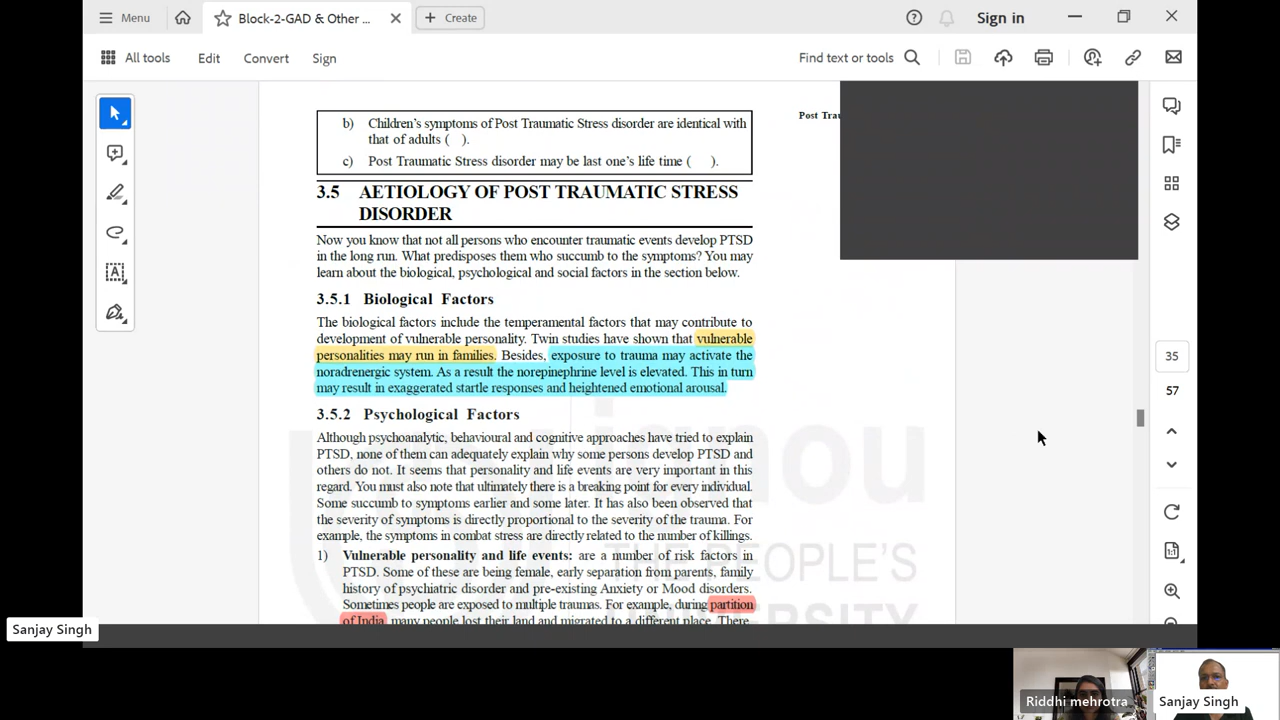 Menu
Block-2-GAD & Other ...
Create
Sign in
All tools
Edit
Convert
Sign
Find text or tools
b) Children's symptoms of Post Traumatic Stress disorder are identical with
that of adults ( ).
c) Post Traumatic Stress disorder may be last one's life time ( ).
Post Trau
3.5 AETIOLOGY OF POST TRAUMATIC STRESS
DISORDER
Now you know that not all persons who encounter traumatic events develop PTSD
in the long run. What predisposes them who succumb to the symptoms? You may
learn about the biological, psychological and social factors in the section below.
3.5.1 Biological Factors
The biological factors include the temperamental factors that may contribute to
development of vulnerable personality. Twin studies have shown that vulnerable
personalities may run in families. Besides, exposure to trauma may activate the
noradrenergic system. As a result the norepinephrine level is elevated. This in turn
may result in exaggerated startle responses and heightened emotional arousal.
3.5.2 Psychological Factors
Although psychoanalytic, behavioural and cognitive approaches have tried to explain
PTSD, none of them can adequately explain why some persons develop PTSD and
others do not. It seems that personality and life events are very important in this
regard. You must also note that ultimately there is a breaking point for every individual.
Some succumb to symptoms earlier and some later. It has also been observed that
the severity of symptoms is directly proportional to the severity of the trauma. For
example, the symptoms in combat stress are directly related to the number of killings.
1) Vulnerable personality and life events: are a number of risk factors in
PTSD. Some of these are being female, early separation from parents, family
history of psychiatric disorder and pre-existing Anxiety or Mood disorders.
Sometimes people are exposed to multiple traumas. For example, during partition
of India, many people lost their land and migrated to a different place. There,
ignou
THE PEOPLE'S
UNIVERSITY
35
57
1:1
Sanjay Singh
Riddhi mehrotra
Sanjay Singh